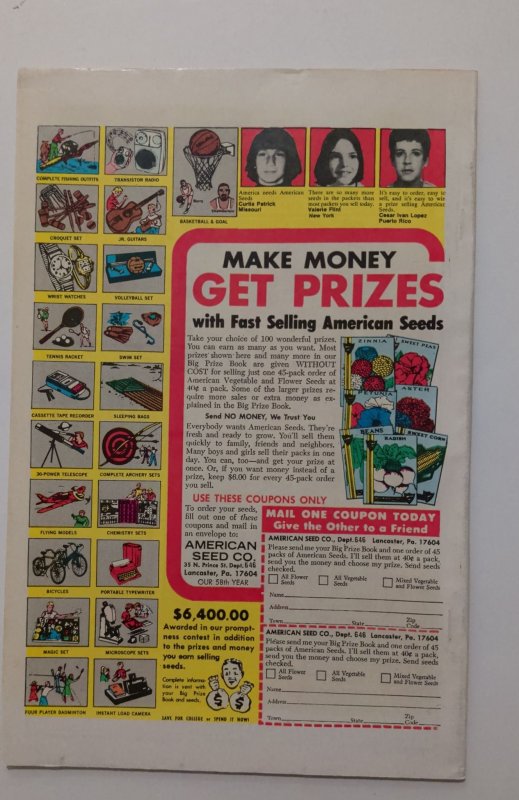 COMPLETE FISHING OUTFITS
TRANSISTOR RADIO
BASKETBALL & GOAL
America needs American
Seeds.
Curtis Patrick
Missouri
There are so many more
seeds in the packets than
most packets you sell today.
Valerie Flint
New York
It's easy to order, easy to
sell, and it's easy to win
a prize selling American
Seeds.
Cesar Ivan Lopez
Puerto Rico
CROQUET SET
JR. GUITARS
WRIST WATCHES
VOLLEYBALL SET
TENNIS RACKET
SWIM SET
CASSETTE TAPE RECORDER
SLEEPING BAGS
30-POWER TELESCOPE
COMPLETE ARCHERY SETS
FLYING MODELS
CHEMISTRY SETS
BICYCLES
PORTABLE TYPEWRITER
MAGIC SET
MICROSCOPE SETS
FOUR PLAYER BADMINTON
INSTANT LOAD CAMERA
MAKE MONEY
GET PRIZES
with Fast Selling American Seeds
Take your choice of 100 wonderful prizes.
You can earn as many as you want. Most
prizes shown here and many more in our
Big Prize Book are given WITHOUT
COST for selling just one 45-pack order of
American Vegetable and Flower Seeds at
40¢ a pack. Some of the larger prizes re-
quire more sales or extra money as ex-
plained in the Big Prize Book.
Send NO MONEY, We Trust You
Everybody wants American Seeds. They're
fresh and ready to grow. You'll sell them
quickly to family, friends and neighbors.
Many boys and girls sell their packs in one
day. You can, too—and get your prize at
once. Or, if you want money instead of a
prize, keep $6.00 for every 45-pack order
you sell.
ZINNIA
SWEET PEAS
PETUNIA
ASTER
BEANS
RADISH
SWEET CORN
USE THESE COUPONS ONLY
To order your seeds,
fill out one of these
coupons and mail in
an envelope to:
AMERICAN
SEED CO.
35 N. Prince St. Dept. 646
Lancaster, Pa. 17604
OUR 58th YEAR
$6,400.00
Awarded in our prompt-
ness contest in addition
to the prizes and money
you earn selling
seeds.
Complete informa-
tion is sent with
your Big Prize
Book and
Seeds
$ $
SAVE FOR COLLEGE or SPEND IT NOW!
MAIL ONE COUPON TODAY
Give the Other to a Friend
AMERICAN SEED CO., Dept. 646 Lancaster, Pa. 17604
Please send me your Big Prize Book and one order of 45
packs of American Seeds. I'll sell them at 40¢ a pack,
send you the money and choose my prize. Send seeds
checked.
All Flower
Seeds
All Vegetable
Seeds
Mixed Vegetable
and Flower Seeds
Name
Address
Town State Zip
Code
AMERICAN SEED CO., Dept. 646 Lancaster, Pa. 17604
Please send me your Big Prize Book and one order of 45
packs of American Seeds. I'll sell them at 40¢ a pack,
send you the money and choose my prize. Send seeds
checked.
All Flower
Seeds
All Vegetable
Seeds
Mixed Vegetable
and Flower Seeds
Name
Address
Town State Zip
Code